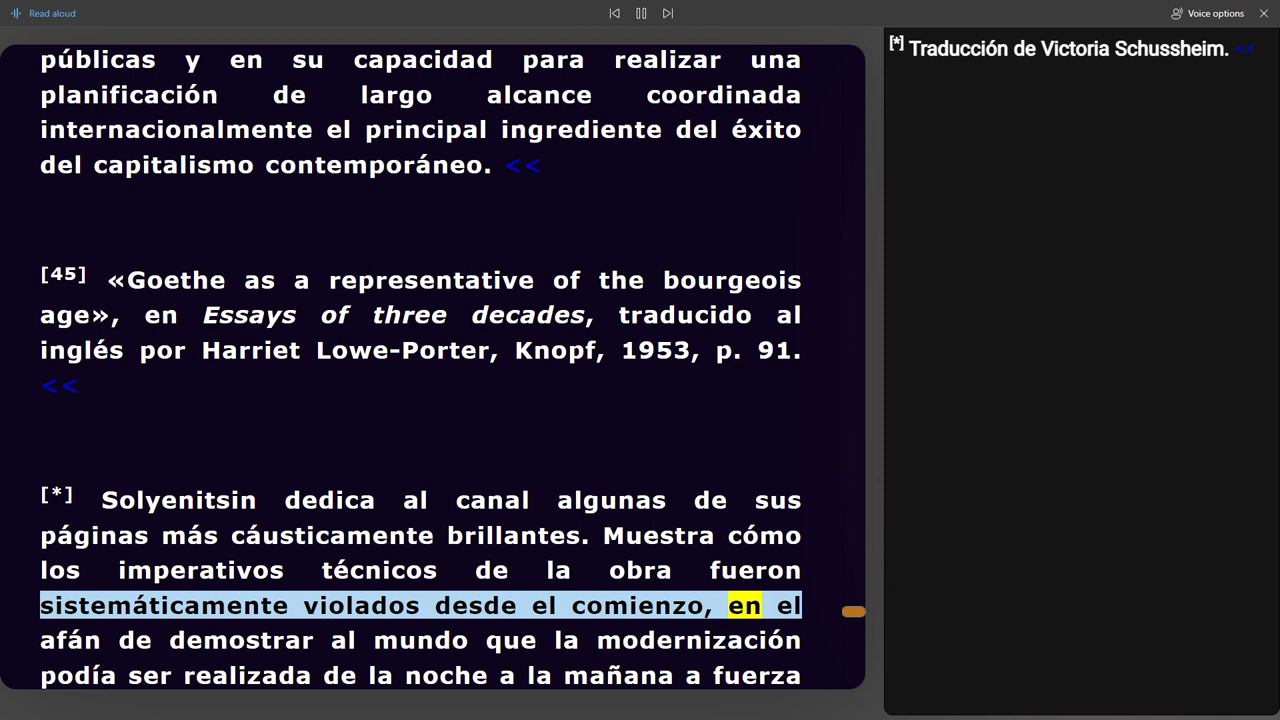 Read aloud
Voice options
públicas y en su capacidad para realizar una
planificación de largo alcance coordinada
internacionalmente el principal ingrediente del éxito
del capitalismo contemporáneo. <<
[45] «Goethe as a representative of the bourgeois
age», en Essays of three decades, traducido al
inglés por Harriet Lowe-Porter, Knopf, 1953, p. 91.
<<
[*] Solyenitsin dedica al canal algunas de sus
páginas más cáusticamente brillantes. Muestra cómo
los imperativos técnicos de la obra fueron
sistemáticamente violados desde el comienzo, en el
afán de demostrar al mundo que la modernización
podía ser realizada de la noche a la mañana a fuerza
[*] Traducción de Victoria Schussheim. <<